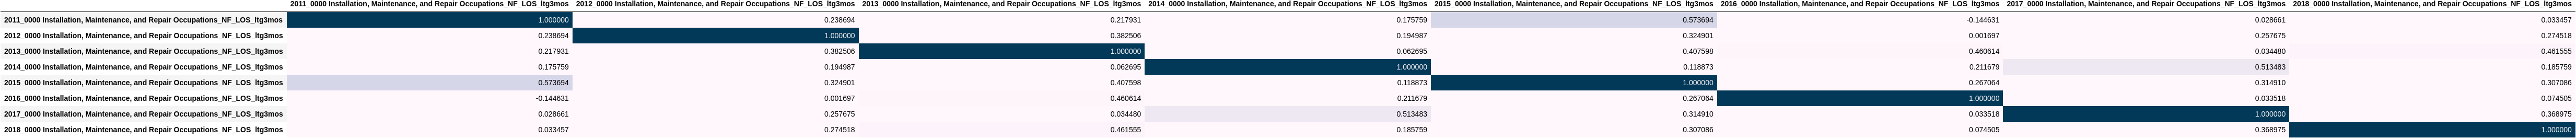 2011_0000 Installation, Maintenance, and Repair Occupations_NF_LOS_ltg3mos 2012_0000 Installation, Maintenance, and Repair Occupations_NF_LOS_ltg3mos 2013_0000 Installation, Maintenance, and Repair Occupations_NF_LOS_ltg3mos 2014_0000 Installation, Maintenance, and Repair Occupations_NF_LOS_ltg3mos 2015_0000 Installation, Maintenance, and Repair Occupations_NF_LOS_ltg3mos 2016_0000 Installation, Maintenance, and Repair Occupations_NF_LOS_ltg3mos 2017_0000 Installation, Maintenance, and Repair Occupations_NF_LOS_ltg3mos 2018_0000 Installation, Maintenance, and Repair Occupations_NF_LOS_ltg3mos
2011_0000 Installation, Maintenance, and Repair Occupations_NF_LOS_ltg3mos 1.000000 0.238694 0.217931 0.175759 0.573694 -0.144631 0.028661 0.033457
2012_0000 Installation, Maintenance, and Repair Occupations_NF_LOS_ltg3mos 0.238694 1.000000 0.382506 0.194987 0.324901 0.001697 0.257675 0.274518
2013_0000 Installation, Maintenance, and Repair Occupations_NF_LOS_ltg3mos 0.217931 0.382506 1.000000 0.062695 0.407598 0.460614 0.034480 0.461555
2014_0000 Installation, Maintenance, and Repair Occupations_NF_LOS_ltg3mos 0.175759 0.194987 0.062695 1.000000 0.118873 0.211679 0.513483 0.185759
2015_0000 Installation, Maintenance, and Repair Occupations_NF_LOS_ltg3mos 0.573694 0.324901 0.407598 0.118873 1.000000 0.267064 0.314910 0.307086
2016_0000 Installation, Maintenance, and Repair Occupations_NF_LOS_ltg3mos -0.144631 0.001697 0.460614 0.211679 0.267064 1.000000 0.033518 0.074505
2017_0000 Installation, Maintenance, and Repair Occupations_NF_LOS_ltg3mos 0.028661 0.257675 0.034480 0.513483 0.314910 0.033518 1.000000 0.368975
2018_0000 Installation, Maintenance, and Repair Occupations_NF_LOS_ltg3mos 0.033457 0.274518 0.461555 0.185759 0.307086 0.074505 0.368975 1.000000